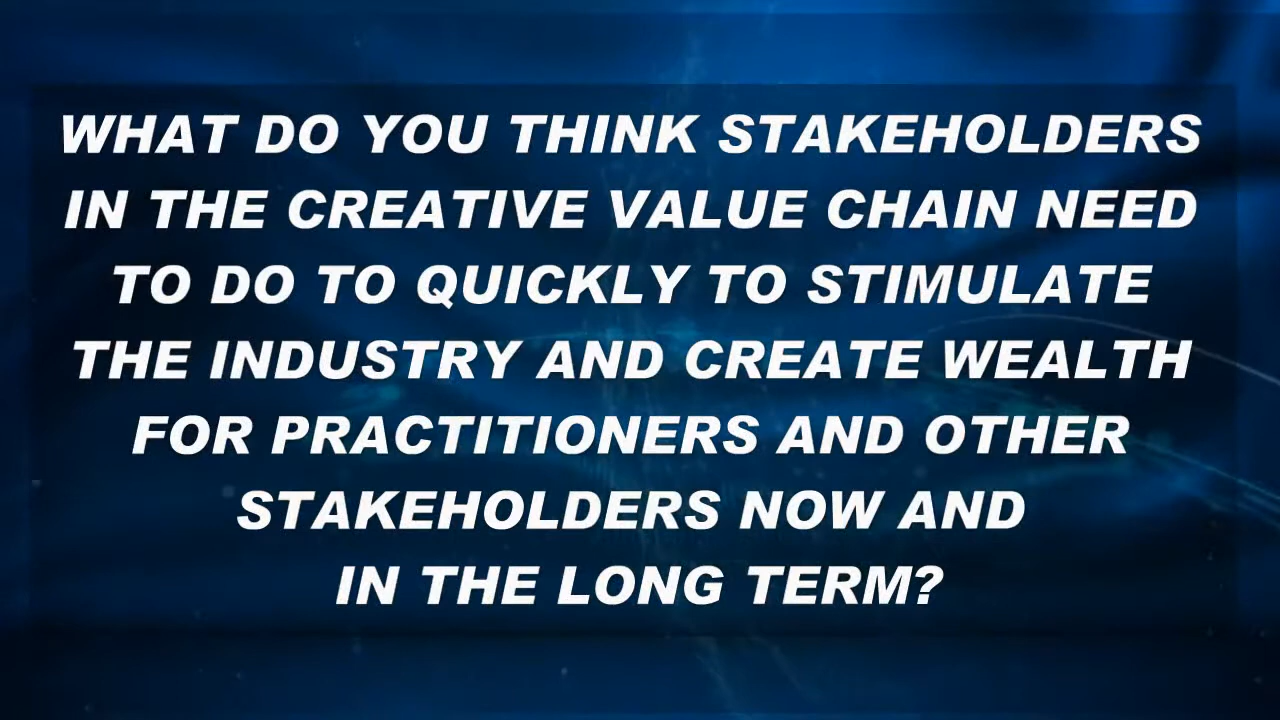 WHAT DO YOU THINK STAKEHOLDERS
IN THE CREATIVE VALUE CHAIN NEED
TO DO TO QUICKLY TO STIMULATE
THE INDUSTRY AND CREATE WEALTH
FOR PRACTITIONERS AND OTHER
STAKEHOLDERS NOW AND
IN THE LONG TERM?